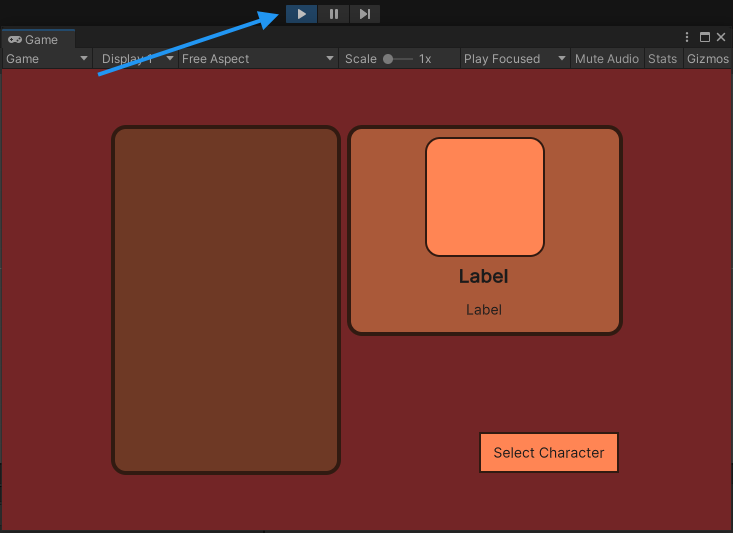 Game
Game Display 1 Free Aspect Scale 1x Play Focused Mute Audio Stats Gizmos
Label
Label
Select Character